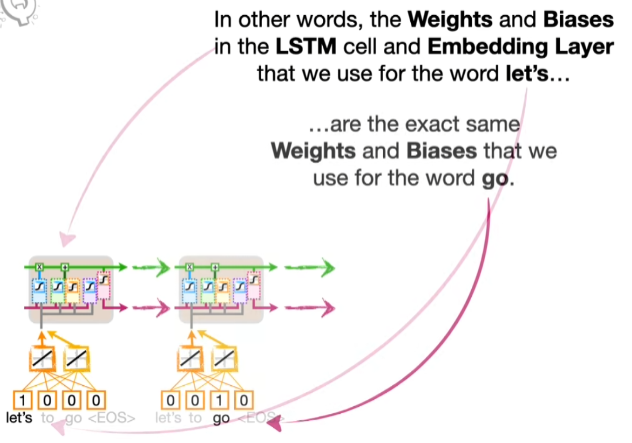 In other words, the Weights and Biases
in the LSTM cell and Embedding Layer
that we use for the word let's...
...are the exact same
Weights and Biases that we
use for the word go.
1 0 0 0
let's to go <EOS>
0 0 1 0
let's to go <EOS>